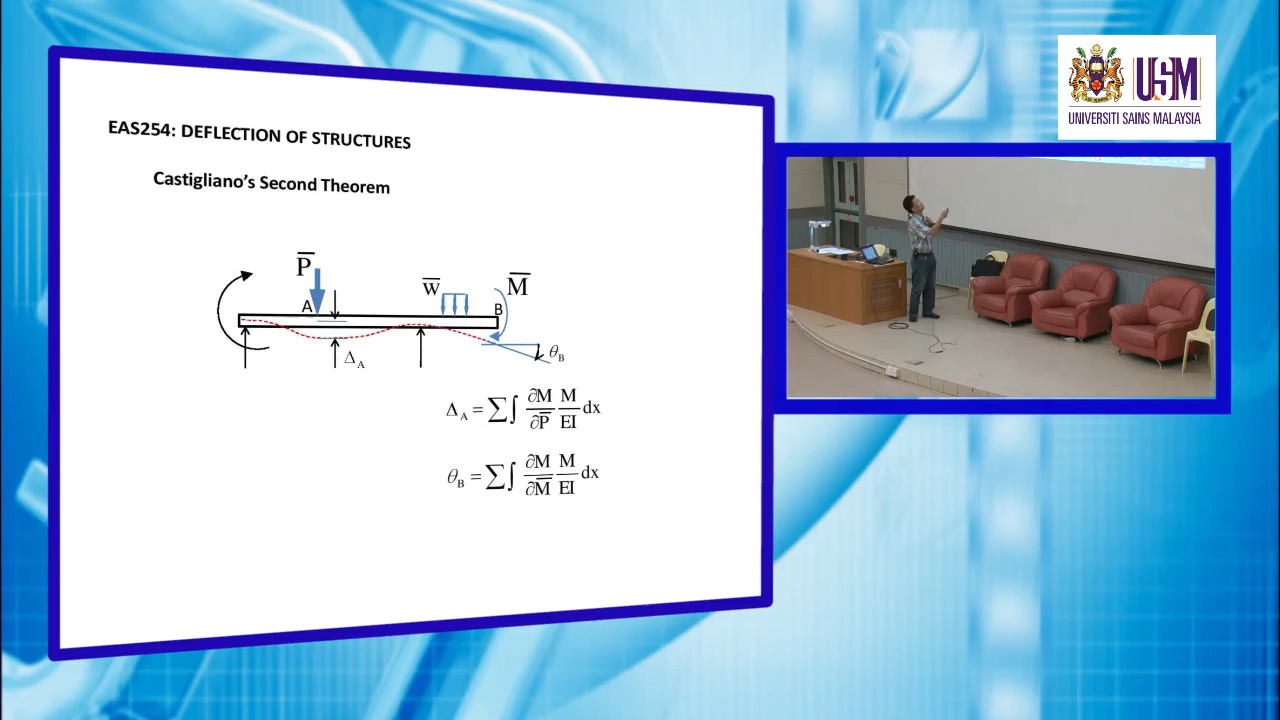 USM
UNIVERSITI SAINS MALAYSIA
EAS254: DEFLECTION OF STRUCTURES
Castigliano's Second Theorem
P̅
w̅
M̅
A
B
Δ_A
θ_B
Δ_A = ∑∫ ∂M/∂P̅ M/EI dx
θ_B = ∑∫ ∂M/∂M̅ M/EI dx